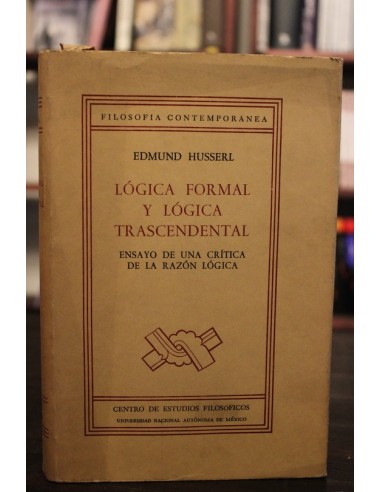 FILOSOFIA CONTEMPORÁNEA
EDMUND HUSSERL
LÓGICA FORMAL
Y LÓGICA
TRASCENDENTAL
ENSAYO DE UNA CRÍTICA
DE LA RAZÓN LÓGICA
CENTRO DE ESTUDIOS FILOSOFICOS
UNIVERSIDAD NACIONAL AUTÓNOMA DE MÉXICO